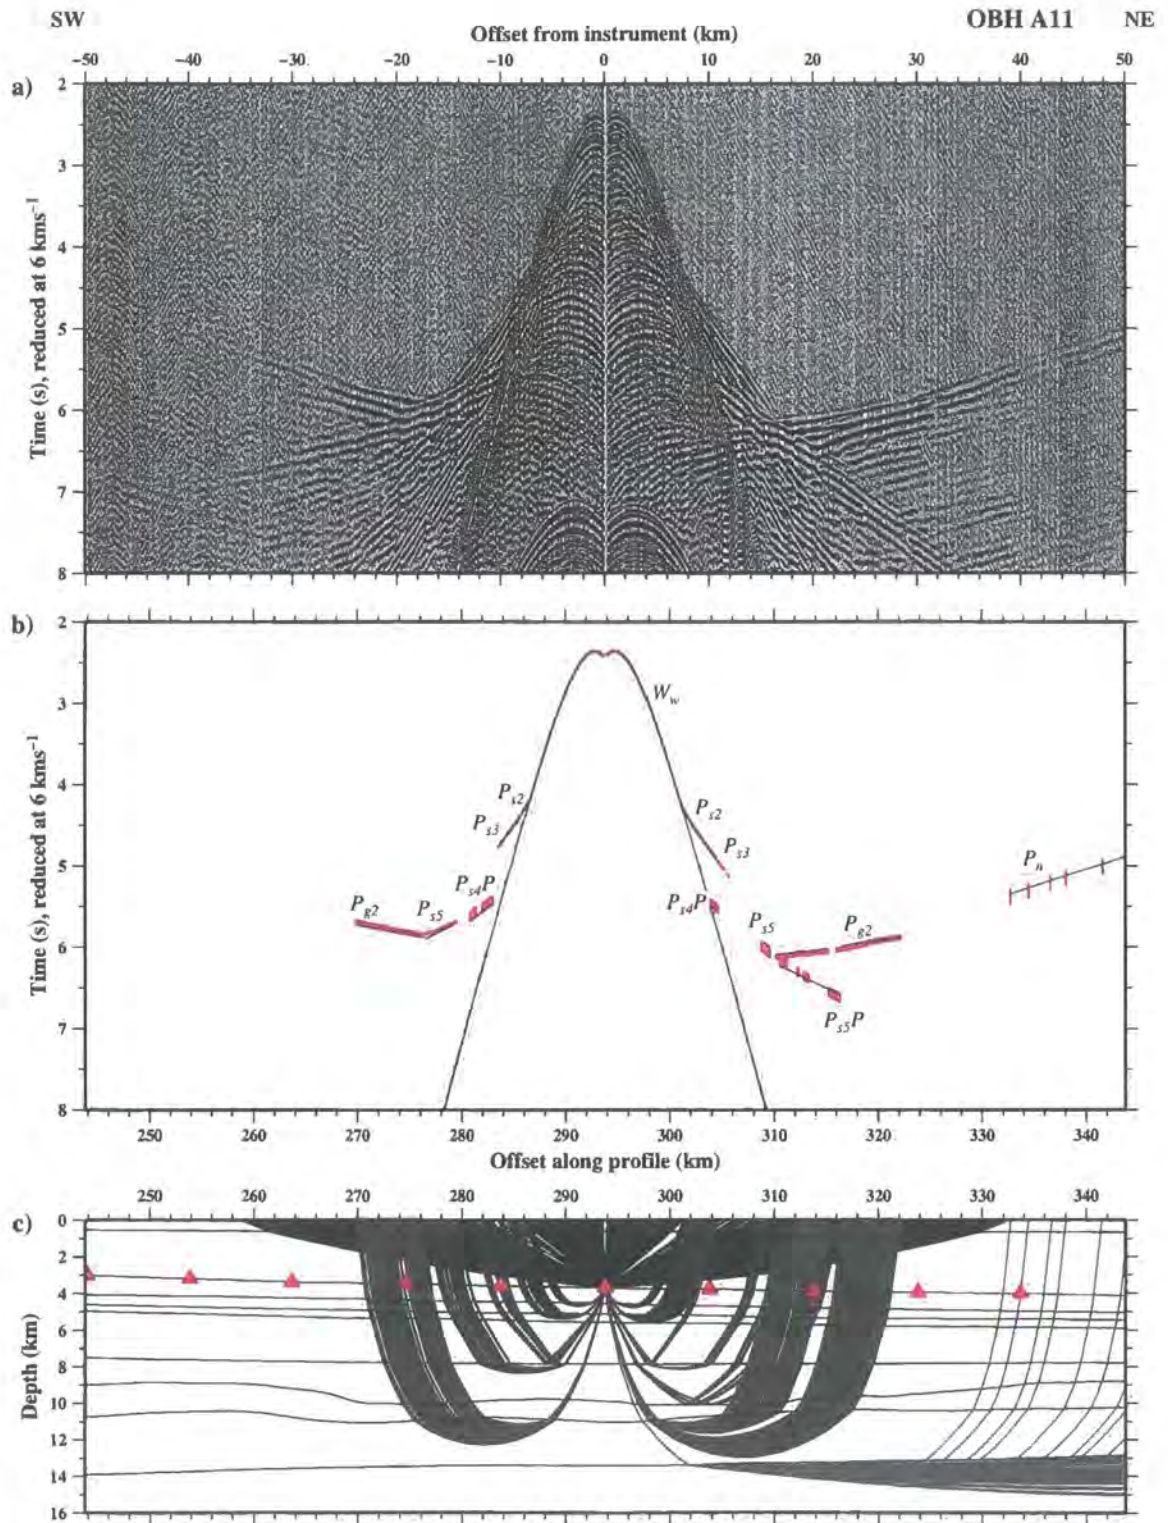 SW OBH A11 NE
Offset from instrument (km)
−50 −40 −30 −20 −10 0 10 20 30 40 50
a)
2
3
4
5
6
7
8
Time (s), reduced at 6 kms⁻¹
b)
2
3
4
5
6
7
8
Time (s), reduced at 6 kms⁻¹
W_w
P_s2 P_s2
P_s3 P_s3
P_n
P_g2 P_s5 P_s4P P_s4P P_s5 P_g2
P_s5P
250 260 270 280 290 300 310 320 330 340
Offset along profile (km)
250 260 270 280 290 300 310 320 330 340
c)
0
2
4
6
8
10
12
14
16
Depth (km)